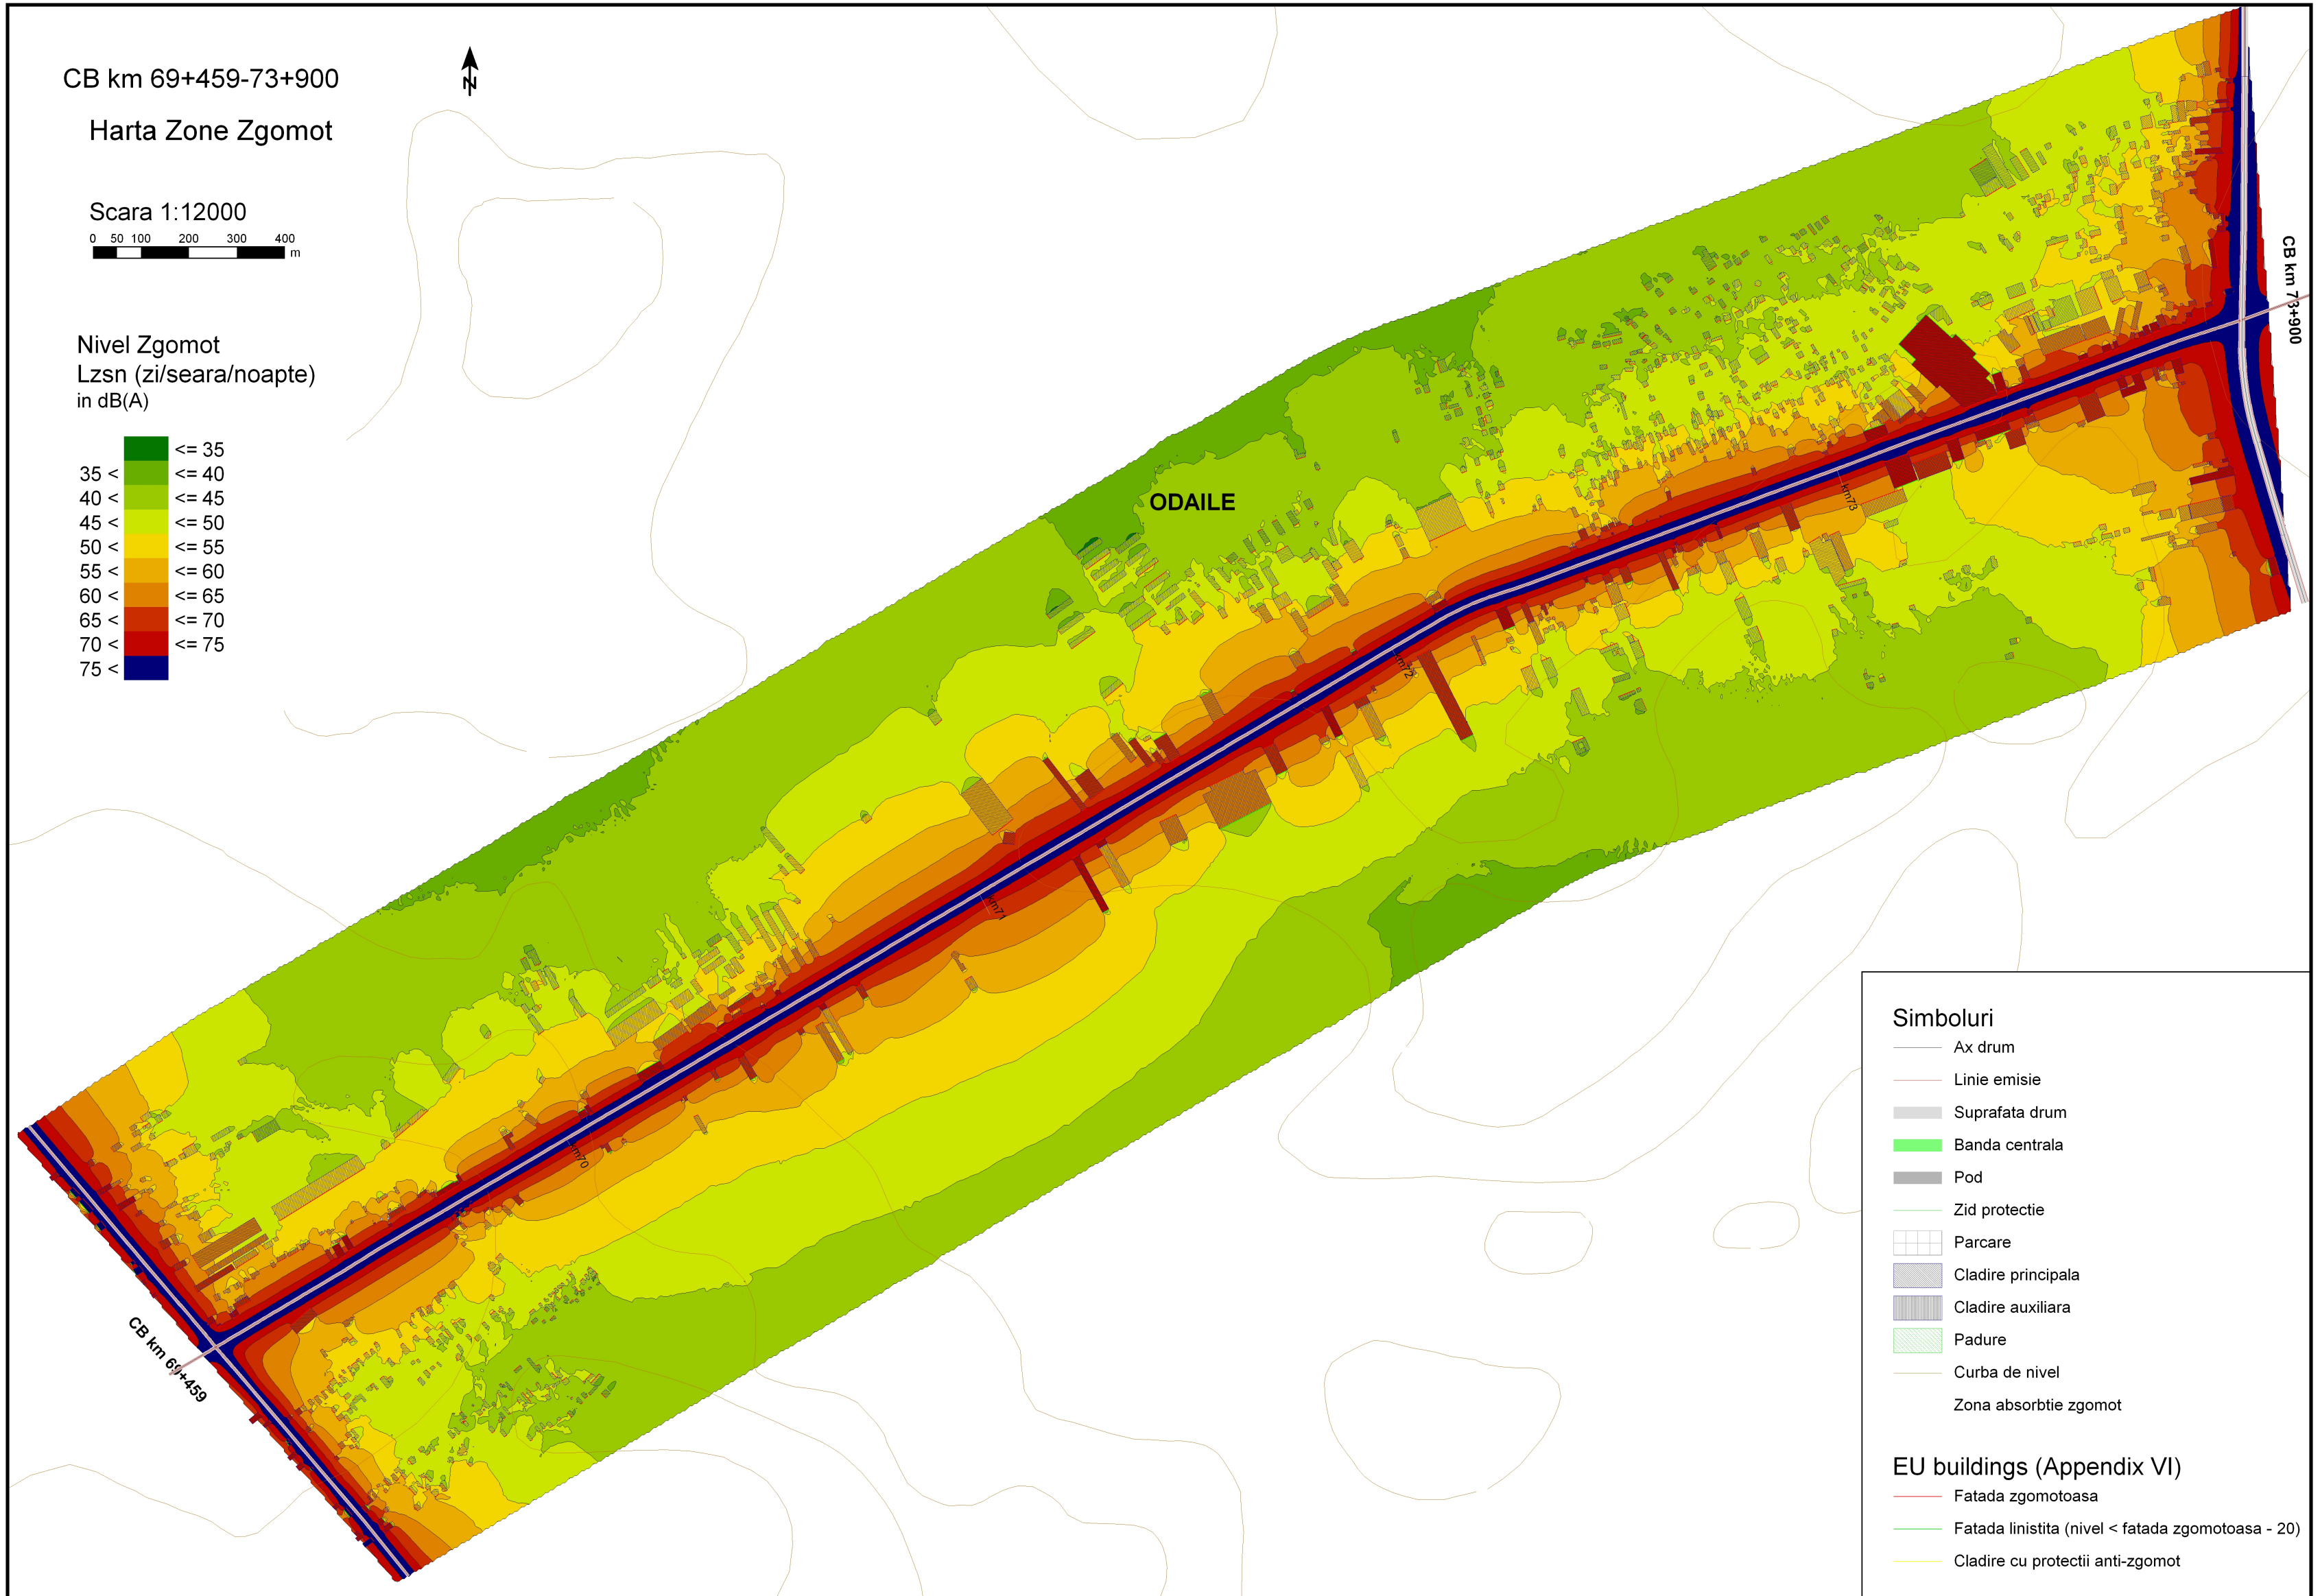 CB km 69+459-73+900
Harta Zone Zgomot
N
Scara 1:12000
0 50 100 200 300 400
m
Nivel Zgomot
Lzsn (zi/seara/noapte)
in dB(A)
<= 35
35 < <= 40
40 < <= 45
45 < <= 50
50 < <= 55
55 < <= 60
60 < <= 65
65 < <= 70
70 < <= 75
75 <
CB km 73+900
ODAILE
km73
km72
km71
km70
CB km 69+459
Simboluri
Ax drum
Linie emisie
Suprafata drum
Banda centrala
Pod
Zid protectie
Parcare
Cladire principala
Cladire auxiliara
Padure
Curba de nivel
Zona absorbtie zgomot
EU buildings (Appendix VI)
Fatada zgomotoasa
Fatada linistita (nivel < fatada zgomotoasa - 20)
Cladire cu protectii anti-zgomot